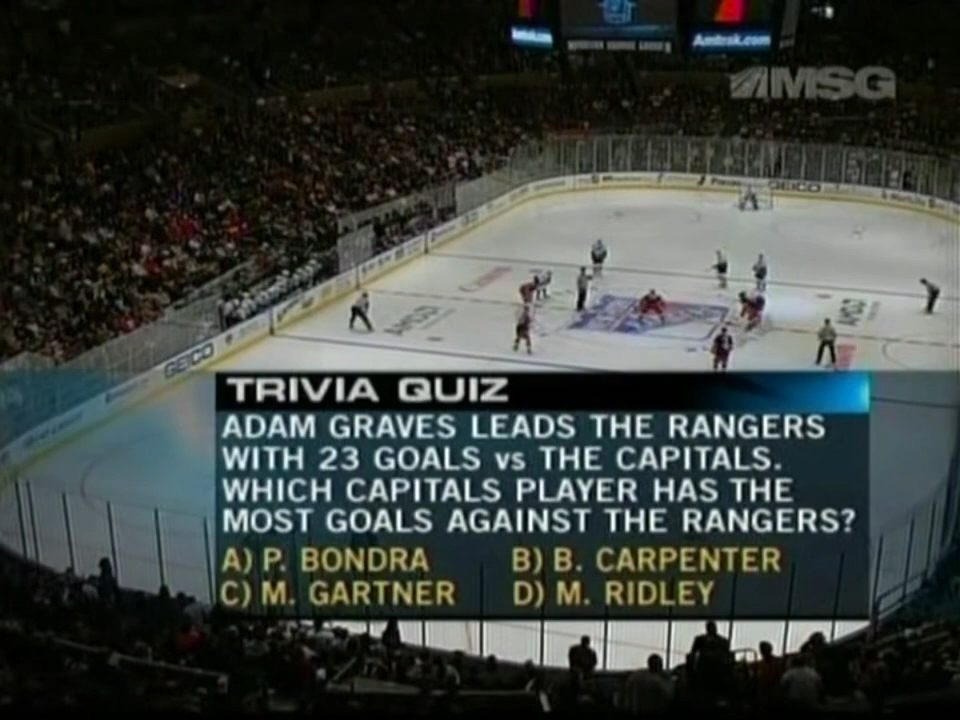 Amtrak.com
MSG
GEICO
GEICO
TRIVIA QUIZ
ADAM GRAVES LEADS THE RANGERS
WITH 23 GOALS vs THE CAPITALS.
WHICH CAPITALS PLAYER HAS THE
MOST GOALS AGAINST THE RANGERS?
A) P. BONDRA B) B. CARPENTER
C) M. GARTNER D) M. RIDLEY